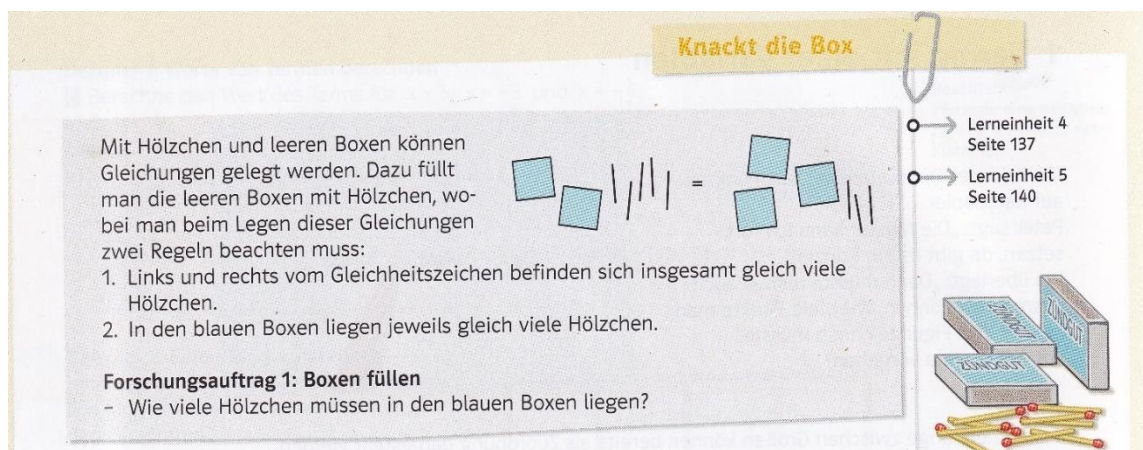 Knackt die Box
Mit Hölzchen und leeren Boxen können
Gleichungen gelegt werden. Dazu füllt
man die leeren Boxen mit Hölzchen, wo-
bei man beim Legen dieser Gleichungen
zwei Regeln beachten muss:
=
1. Links und rechts vom Gleichheitszeichen befinden sich insgesamt gleich viele
Hölzchen.
2. In den blauen Boxen liegen jeweils gleich viele Hölzchen.
Forschungsauftrag 1: Boxen füllen
– Wie viele Hölzchen müssen in den blauen Boxen liegen?
Lerneinheit 4
Seite 137
Lerneinheit 5
Seite 140
ZÜNDGUT
ZÜNDGUT
ZÜNDGUT